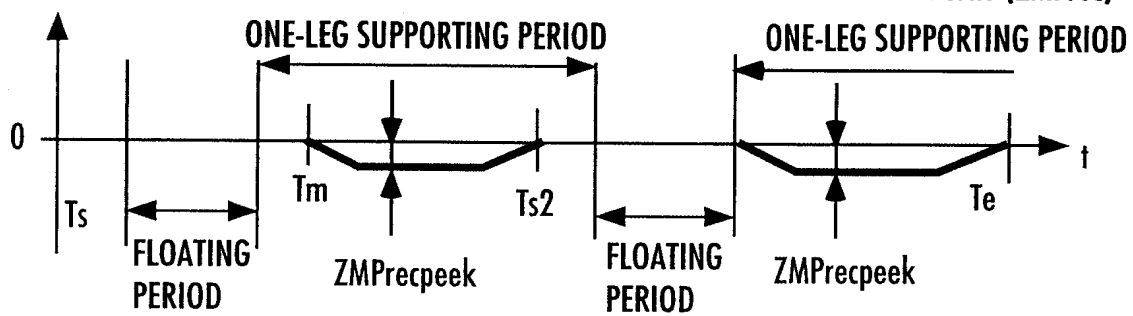 ONE-LEG SUPPORTING PERIOD
ONE-LEG SUPPORTING PERIOD
0
t
Ts
Tm
Ts2
Te
FLOATING
PERIOD
ZMPrecpeek
FLOATING
PERIOD
ZMPrecpeek